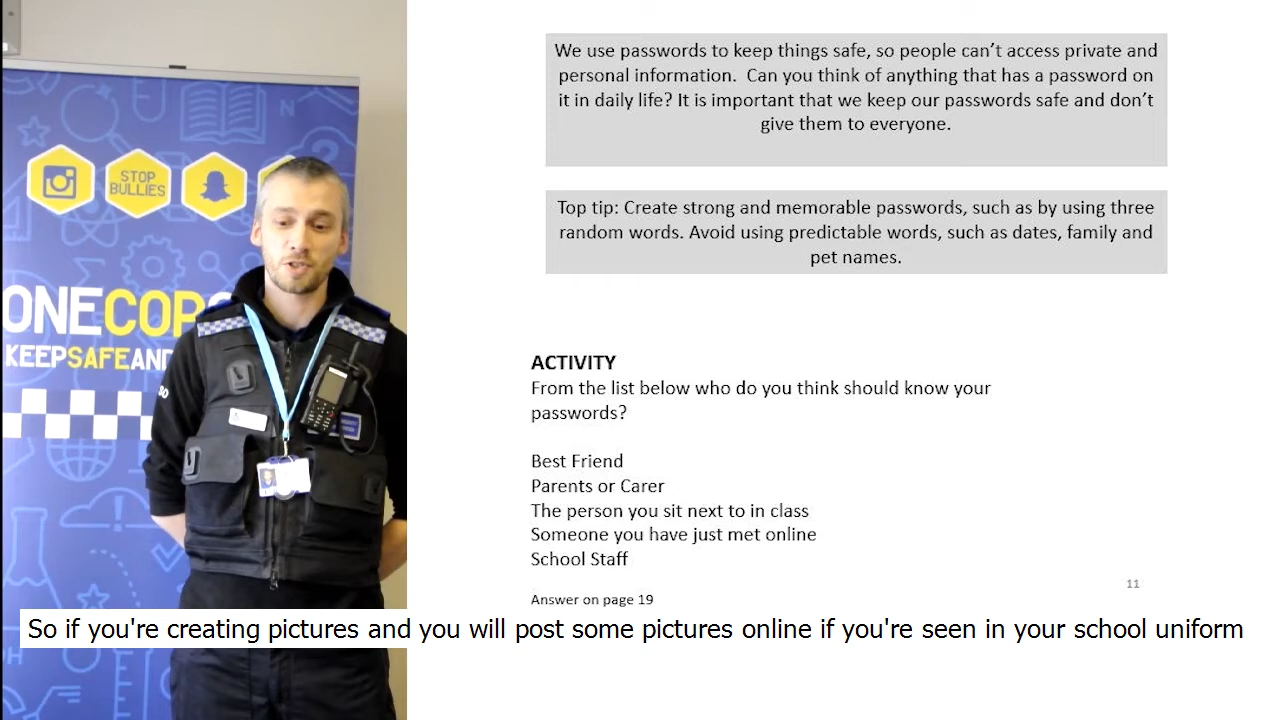 STOP
BULLIES
ONECOP
KEEPSAFEAND
We use passwords to keep things safe, so people can’t access private and
personal information.  Can you think of anything that has a password on
it in daily life? It is important that we keep our passwords safe and don’t
give them to everyone.
Top tip: Create strong and memorable passwords, such as by using three
random words. Avoid using predictable words, such as dates, family and
pet names.
ACTIVITY
From the list below who do you think should know your
passwords?
Best Friend
Parents or Carer
The person you sit next to in class
Someone you have just met online
School Staff
11
Answer on page 19
So if you're creating pictures and you will post some pictures online if you're seen in your school uniform